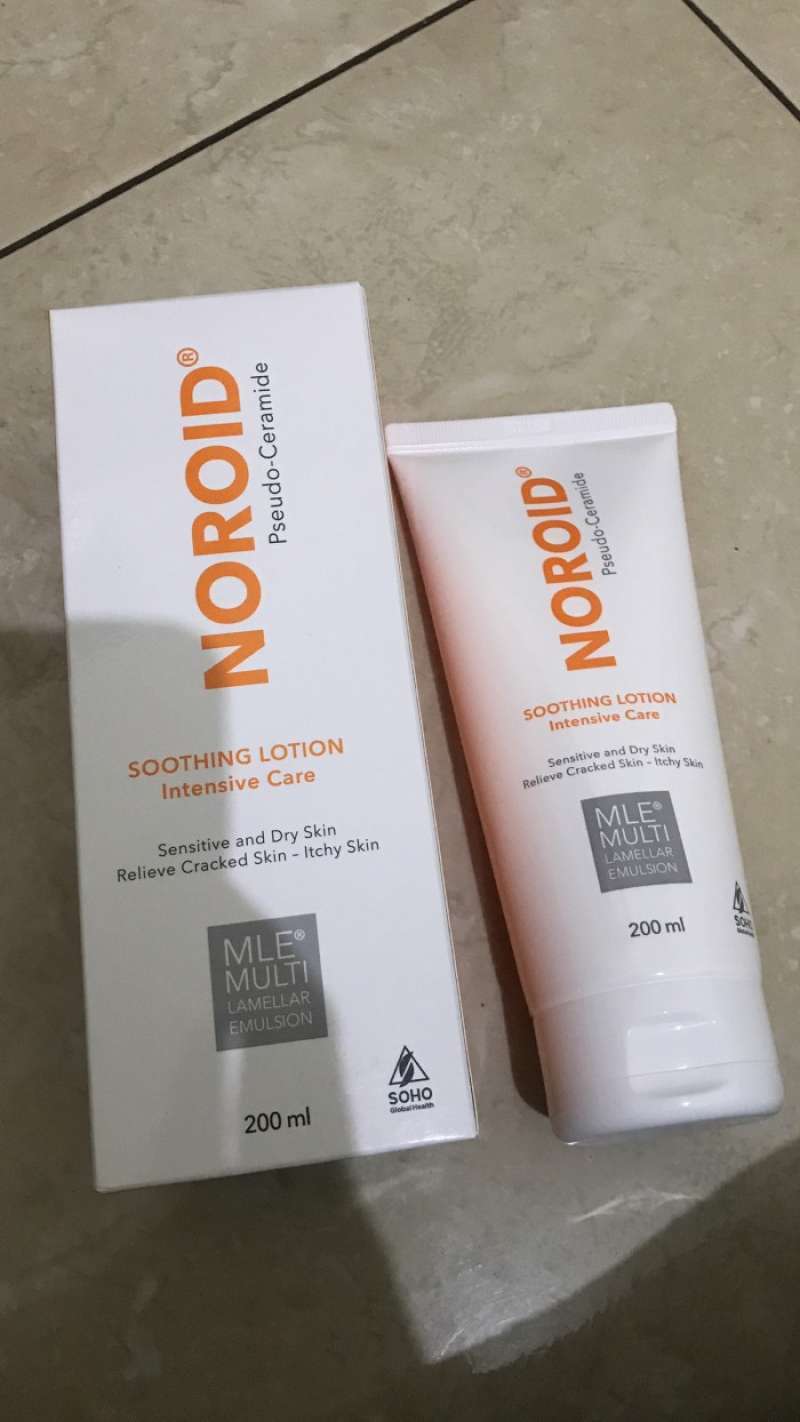 NOROID®
Pseudo-Ceramide
SOOTHING LOTION
Intensive Care
Sensitive and Dry Skin
Relieve Cracked Skin - Itchy Skin
MLE®
MULTI
LAMELLAR
EMULSION
200 ml
SOHO
Global Health
NOROID®
Pseudo-Ceramide
SOOTHING LOTION
Intensive Care
Sensitive and Dry Skin
Relieve Cracked Skin - Itchy Skin
MLE®
MULTI
LAMELLAR
EMULSION
200 ml
SOHO
Global Health